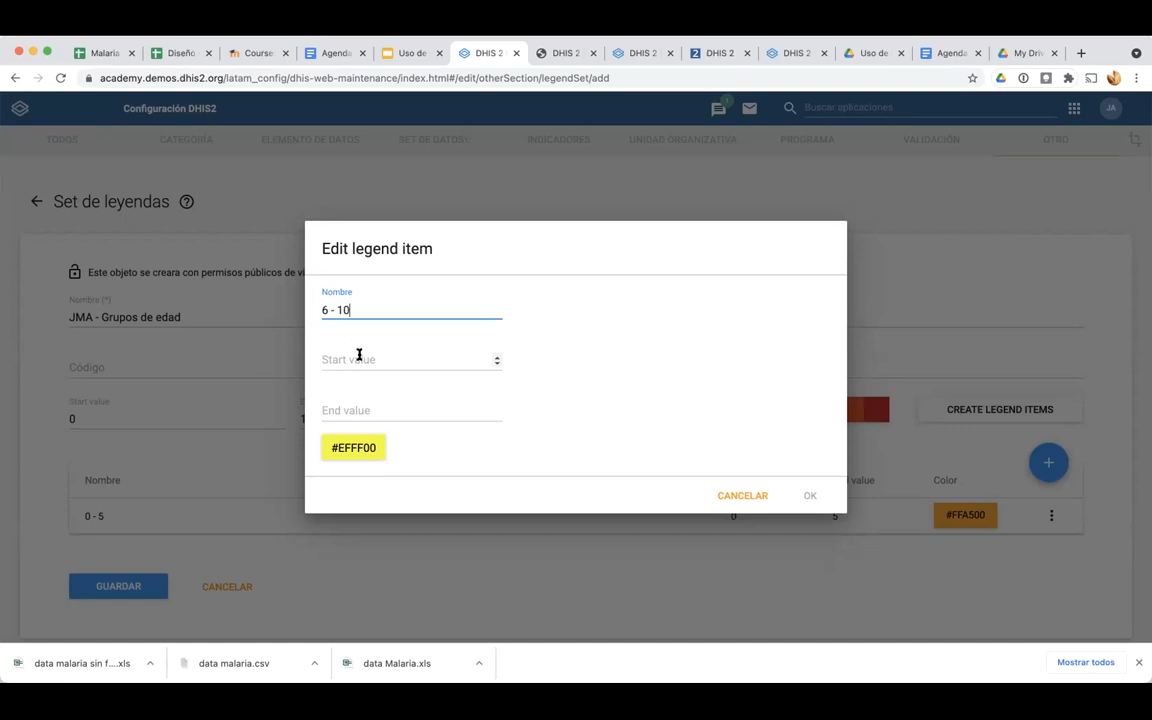 Malaria
Diseño
Course:
Agenda
Uso de
DHIS 2
DHIS 2
DHIS 2
DHIS 2
DHIS 2
Uso de
Agenda
My Driv
academy.demos.dhis2.org/latam_config/dhis-web-maintenance/index.html#/edit/otherSection/legendSet/add
Configuración DHIS2
1
Buscar aplicaciones
JA
TODOS
CATEGORÍA
ELEMENTO DE DATOS
SET DE DATOSY:
INDICADORES
UNIDAD ORGANIZATIVA
PROGRAMA
VALIDACIÓN
OTRO
Set de leyendas
Este objeto se creara con permisos públicos de vi
Nombre (*)
JMA - Grupos de edad
Código
Start value
0
1
CREATE LEGEND ITEMS
Nombre
value
Color
0 - 5
0
5
#FFA500
GUARDAR
CANCELAR
Edit legend item
Nombre
6 - 10
Start value
End value
#EFFF00
CANCELAR
OK
data malaria sin f....xls
data malaria.csv
data Malaria.xls
Mostrar todos